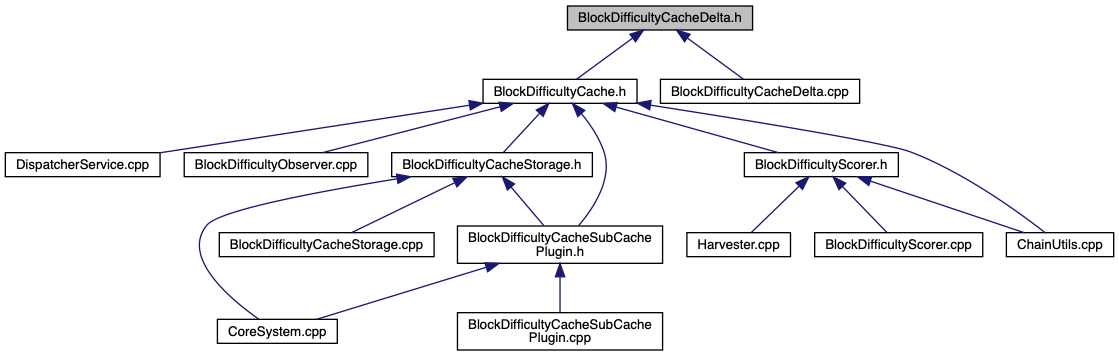 BlockDifficultyCacheDelta.h
BlockDifficultyCache.h
BlockDifficultyCacheDelta.cpp
DispatcherService.cpp
BlockDifficultyObserver.cpp
BlockDifficultyCacheStorage.h
BlockDifficultyScorer.h
BlockDifficultyCacheStorage.cpp
BlockDifficultyCacheSubCache
Plugin.h
Harvester.cpp
BlockDifficultyScorer.cpp
ChainUtils.cpp
CoreSystem.cpp
BlockDifficultyCacheSubCache
Plugin.cpp